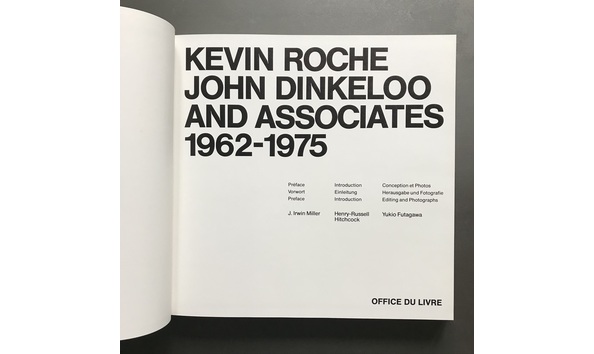 KEVIN ROCHE
JOHN DINKELOO
AND ASSOCIATES
1962-1975
Préface Introduction Conception et Photos
Vorwort Einleitung Herausgabe und Fotografie
Preface Introduction Editing and Photographs
J. Irwin Miller Henry-Russell Yukio Futagawa
Hitchcock
OFFICE DU LIVRE